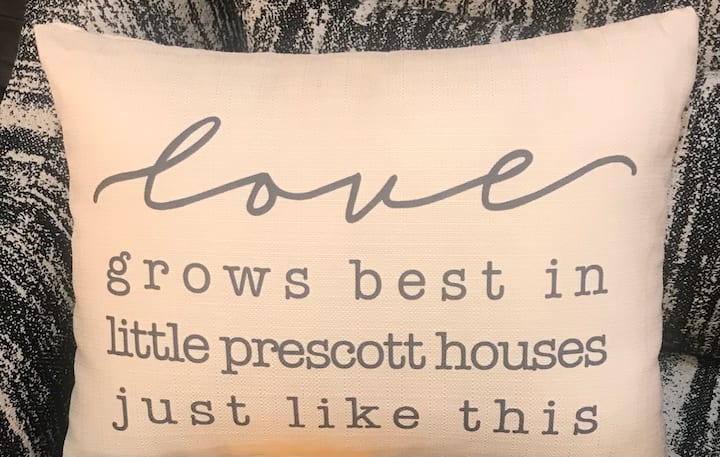 love
grows best in
little prescott houses
just like this